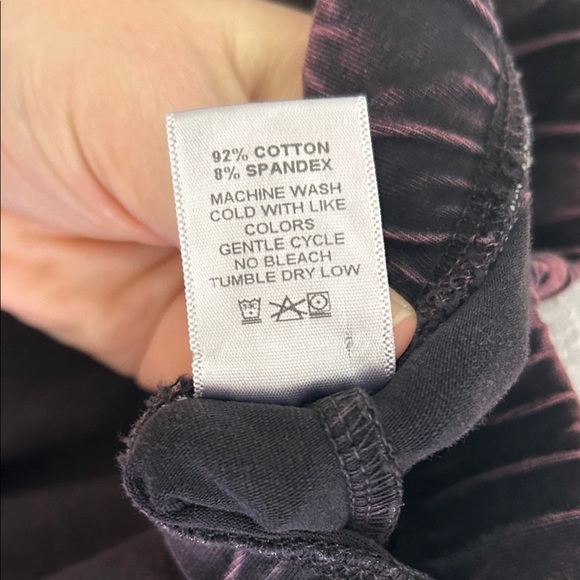 92% COTTON
8% SPANDEX
MACHINE WASH
COLD WITH LIKE
COLORS
GENTLE CYCLE
NO BLEACH
TUMBLE DRY LOW